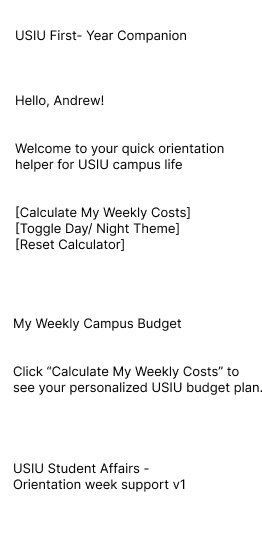 USIU First- Year Companion
Hello, Andrew!
Welcome to your quick orientation
helper for USIU campus life
[Calculate My Weekly Costs]
[Toggle Day/ Night Theme]
[Reset Calculator]
My Weekly Campus Budget
Click “Calculate My Weekly Costs” to
see your personalized USIU budget plan.
USIU Student Affairs -
Orientation week support v1